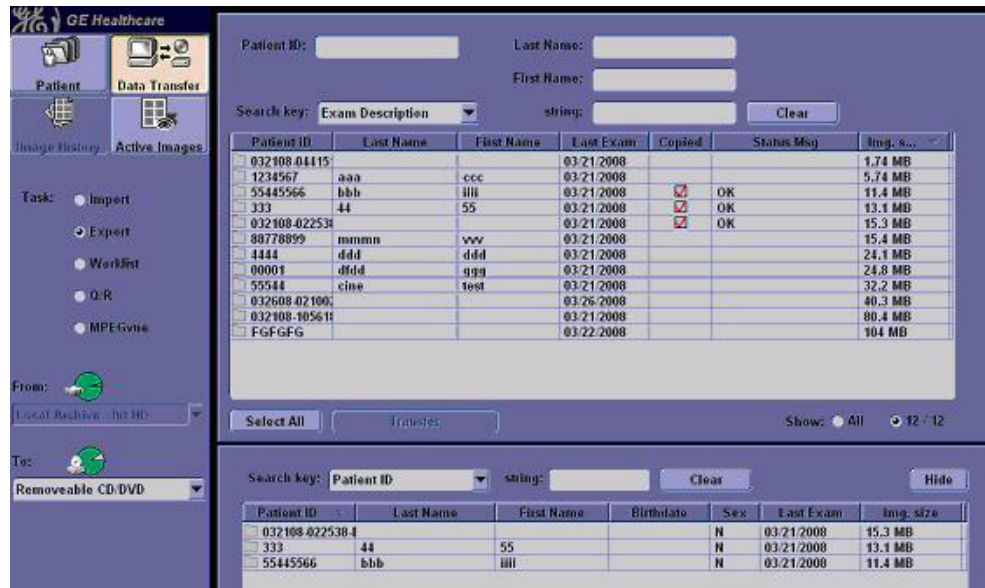 GE Healthcare
Patient Data Transfer
Image History Active Images
Task: Import
Export
Worklist
Q/R
MPEGvue
From:
Local Archive - Int HD
To:
Removeable CD/DVD
Patient ID: Last Name:
First Name:
Search key: Exam Description string: Clear
Patient ID Last Name First Name Last Exam Copied Status Msg Img. s...
032108-04415 03/21/2008 1.74 MB
1234567 aaa ccc 03/21/2008 5.74 MB
55445566 bbb iiii 03/21/2008 OK 11.4 MB
333 44 55 03/21/2008 OK 13.1 MB
032108-02253 03/21/2008 OK 15.3 MB
88778899 mmmn vvv 03/21/2008 15.4 MB
4444 ddd ddd 03/21/2008 24.1 MB
00001 dfdd ggg 03/21/2008 24.8 MB
55544 cine test 03/21/2008 32.2 MB
032608-02100 03/26/2008 40.3 MB
032108-10561 03/21/2008 80.4 MB
FGFGFG 03/22/2008 104 MB
Select All Transfer Show: All 12 / 12
Search key: Patient ID string: Clear Hide
Patient ID Last Name First Name Birthdate Sex Last Exam Img. size
032108-022538 N 03/21/2008 15.3 MB
333 44 55 N 03/21/2008 13.1 MB
55445566 bbb iiii N 03/21/2008 11.4 MB